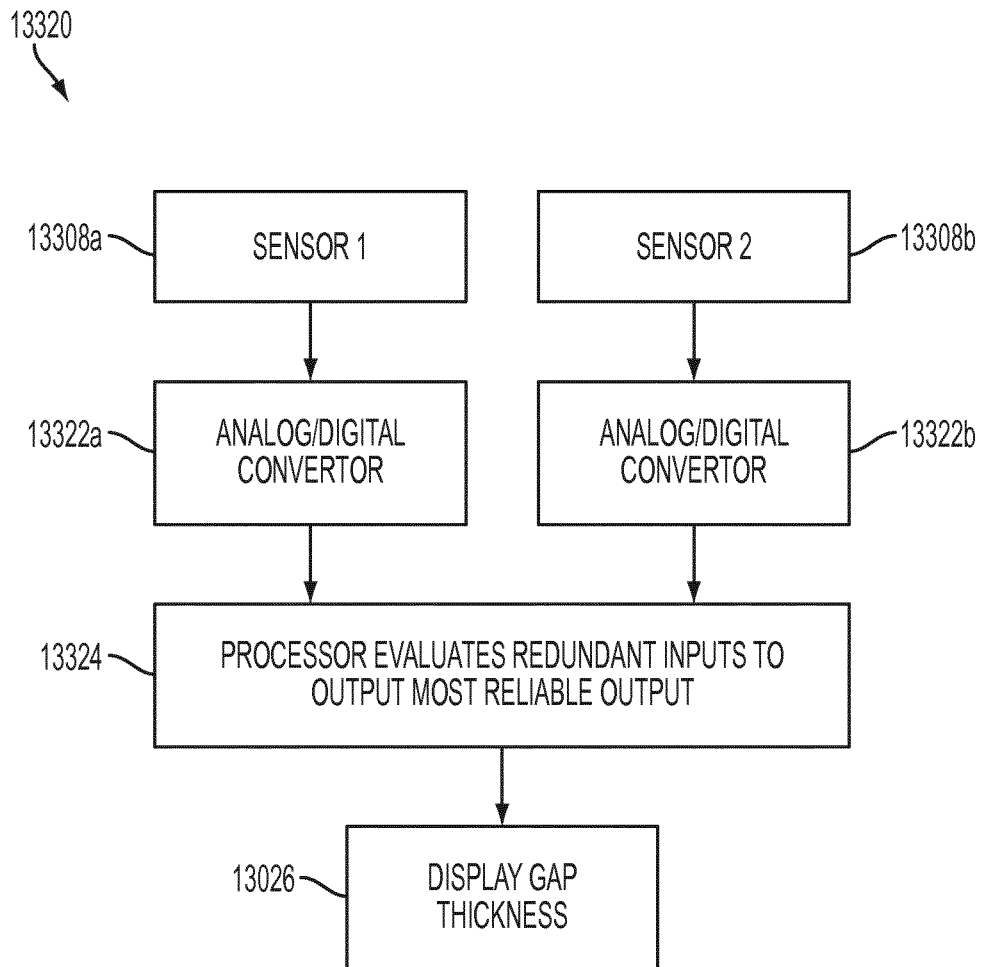 13320
13308a
SENSOR 1
SENSOR 2
13308b
13322a
ANALOG/DIGITAL
CONVERTOR
ANALOG/DIGITAL
CONVERTOR
13322b
13324
PROCESSOR EVALUATES REDUNDANT INPUTS TO
OUTPUT MOST RELIABLE OUTPUT
13026
DISPLAY GAP
THICKNESS